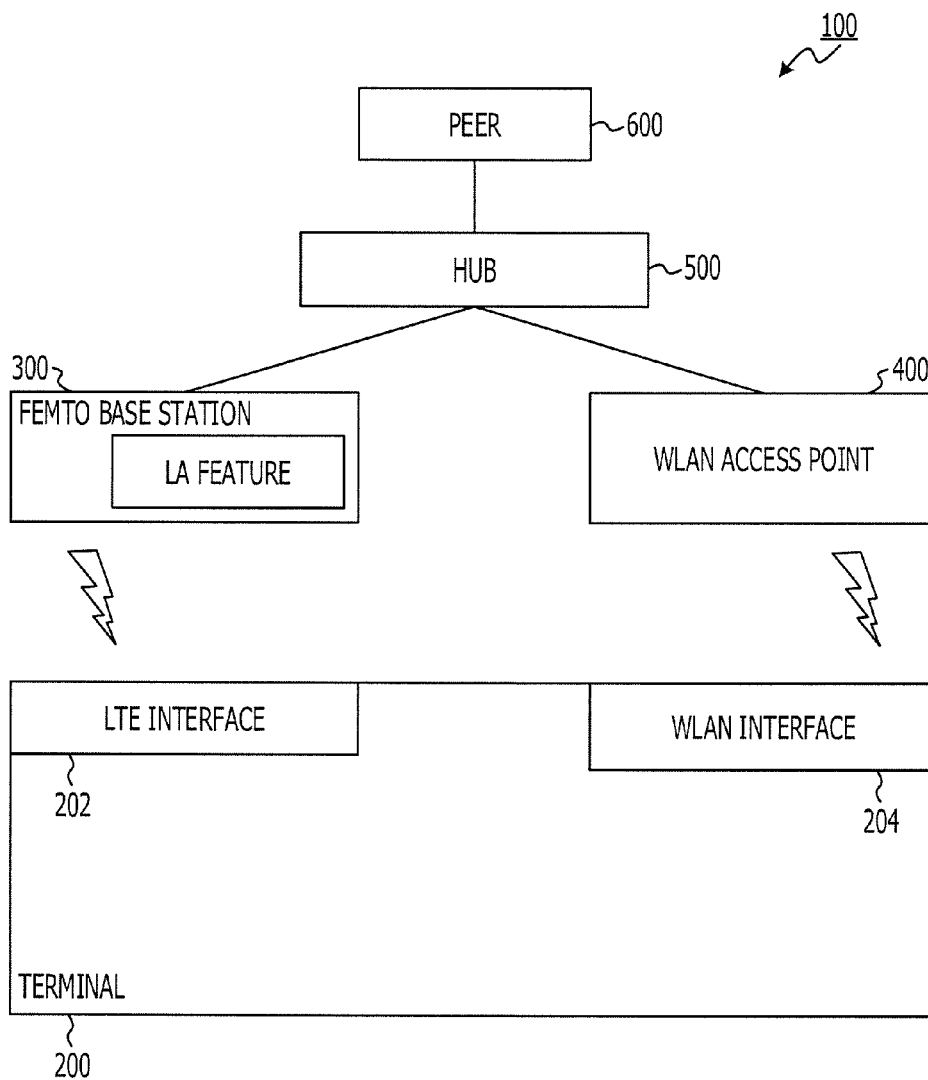 100
PEER
600
HUB
500
300
400
FEMTO BASE STATION
LA FEATURE
WLAN ACCESS POINT
LTE INTERFACE
WLAN INTERFACE
202
204
TERMINAL
200